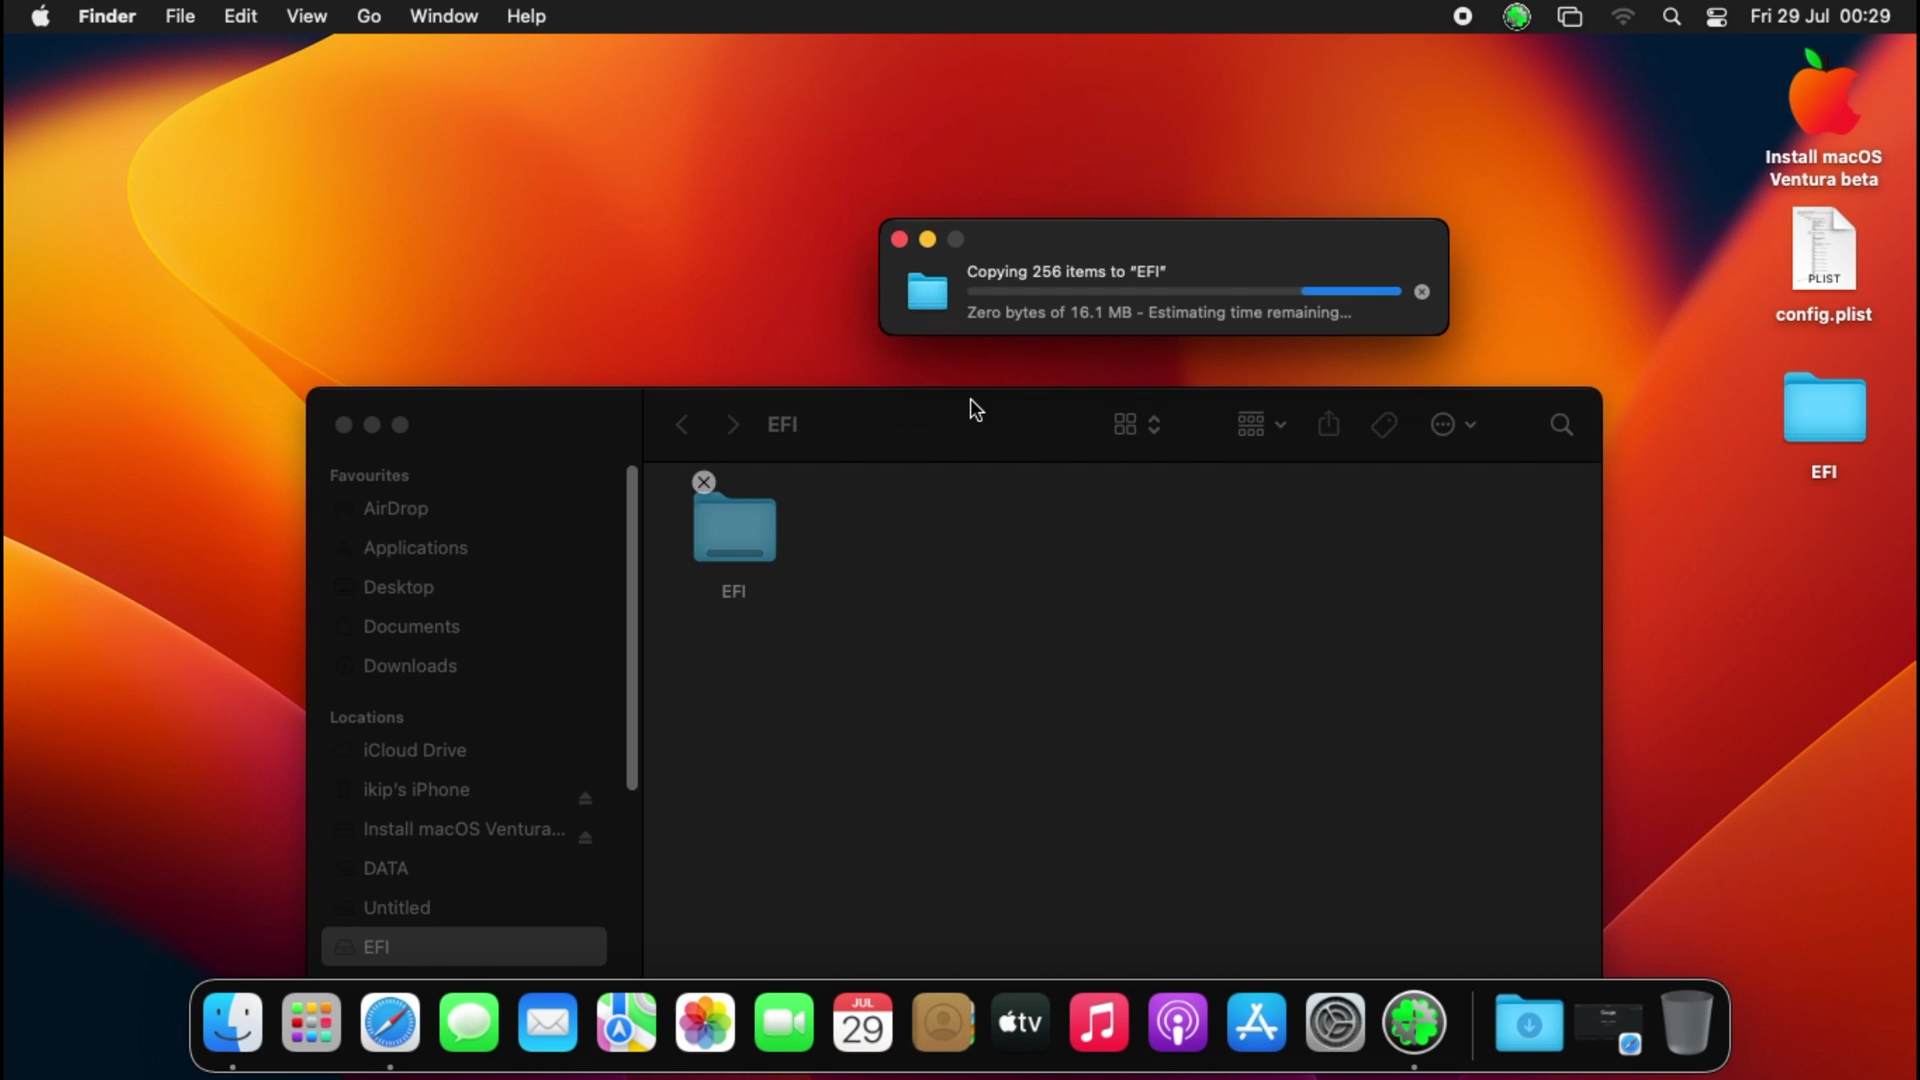 Finder File Edit View Go Window Help Fri 29 Jul 00:29
Install macOS
Ventura beta
PLIST
config.plist
EFI
Copying 256 items to “EFI”
Zero bytes of 16.1 MB - Estimating time remaining...
EFI
Favourites
AirDrop
Applications
Desktop
Documents
Downloads
Locations
iCloud Drive
ikip's iPhone
Install macOS Ventura...
DATA
Untitled
EFI
EFI
JUL
29
tv